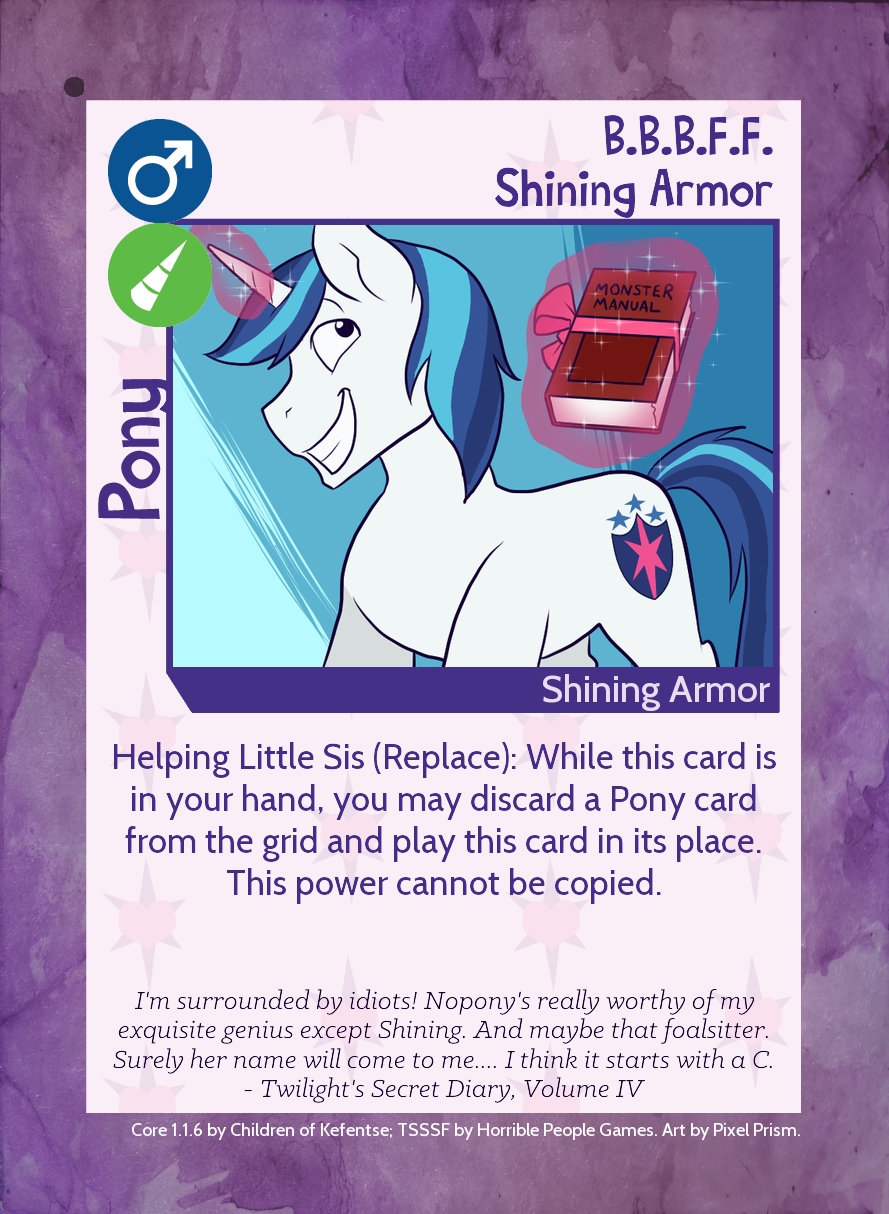 B.B.B.F.F.
Shining Armor
MONSTER
MANUAL
Pony
Shining Armor
Helping Little Sis (Replace): While this card is
in your hand, you may discard a Pony card
from the grid and play this card in its place.
This power cannot be copied.
I'm surrounded by idiots! Nopony's really worthy of my
exquisite genius except Shining. And maybe that foalsitter.
Surely her name will come to me.... I think it starts with a C.
- Twilight's Secret Diary, Volume IV
Core 1.1.6 by Children of Kefentse; TSSSF by Horrible People Games. Art by Pixel Prism.